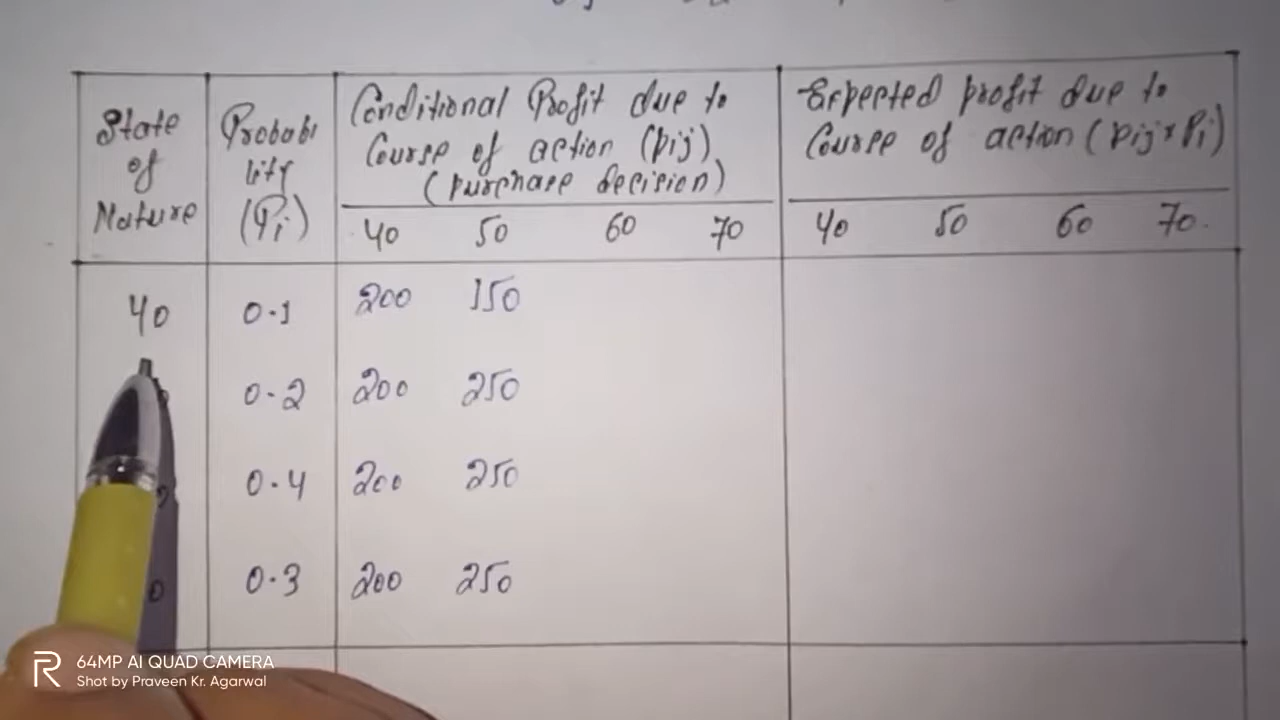 State of Nature
Probabi lity (Pi)
Conditional Profit due to
Course of action (Pij)
(purchase decision)
40 50 60 70
Expected profit due to
Course of action (Pij × Pi)
40 50 60 70.
40 0.1 200 150
0.2 200 250
0.4 200 250
0.3 200 250
64MP AI QUAD CAMERA
Shot by Praveen Kr. Agarwal